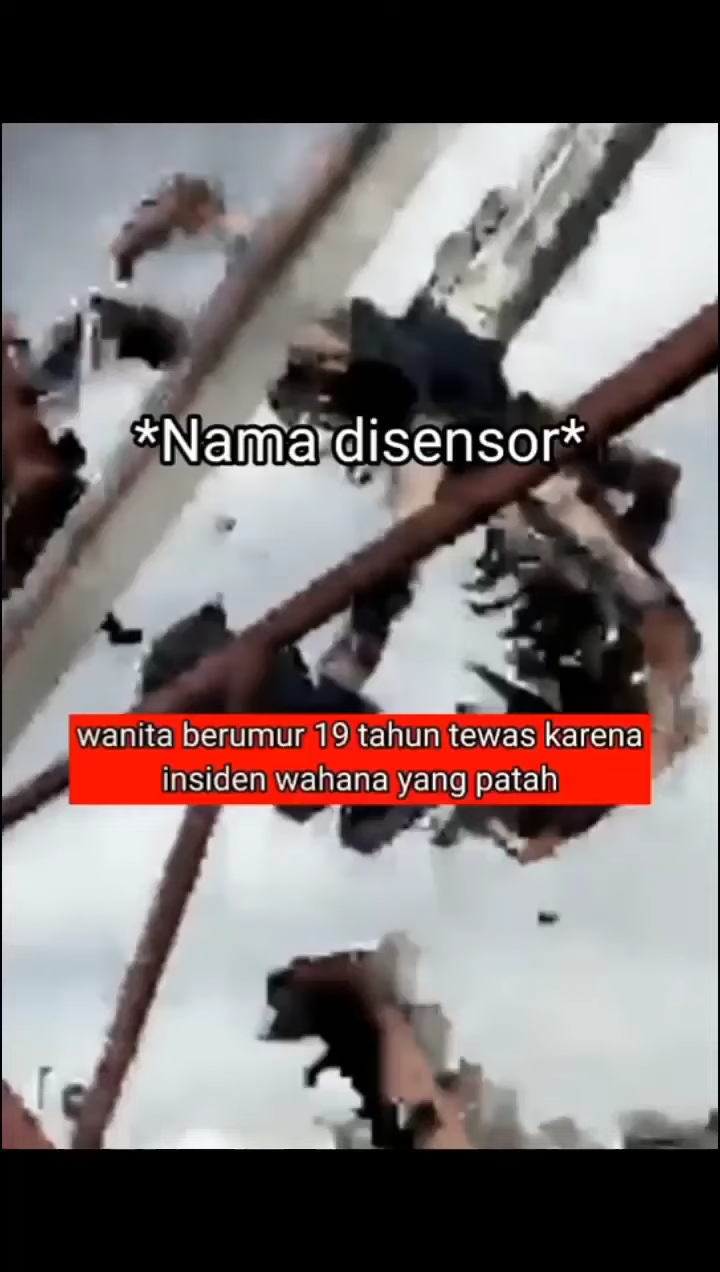 *Nama disensor*
wanita berumur 19 tahun tewas karena
insiden wahana yang patah